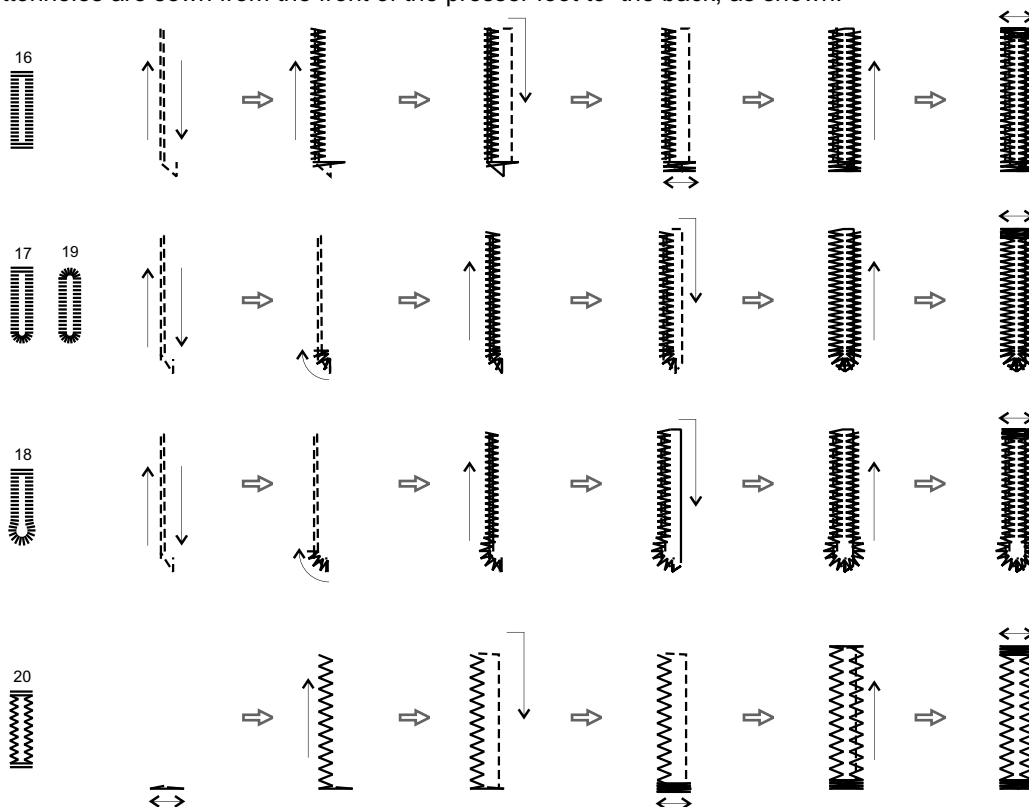 are sewn from the front of the presser foot to the back, as shown.
16
17 19
18
20